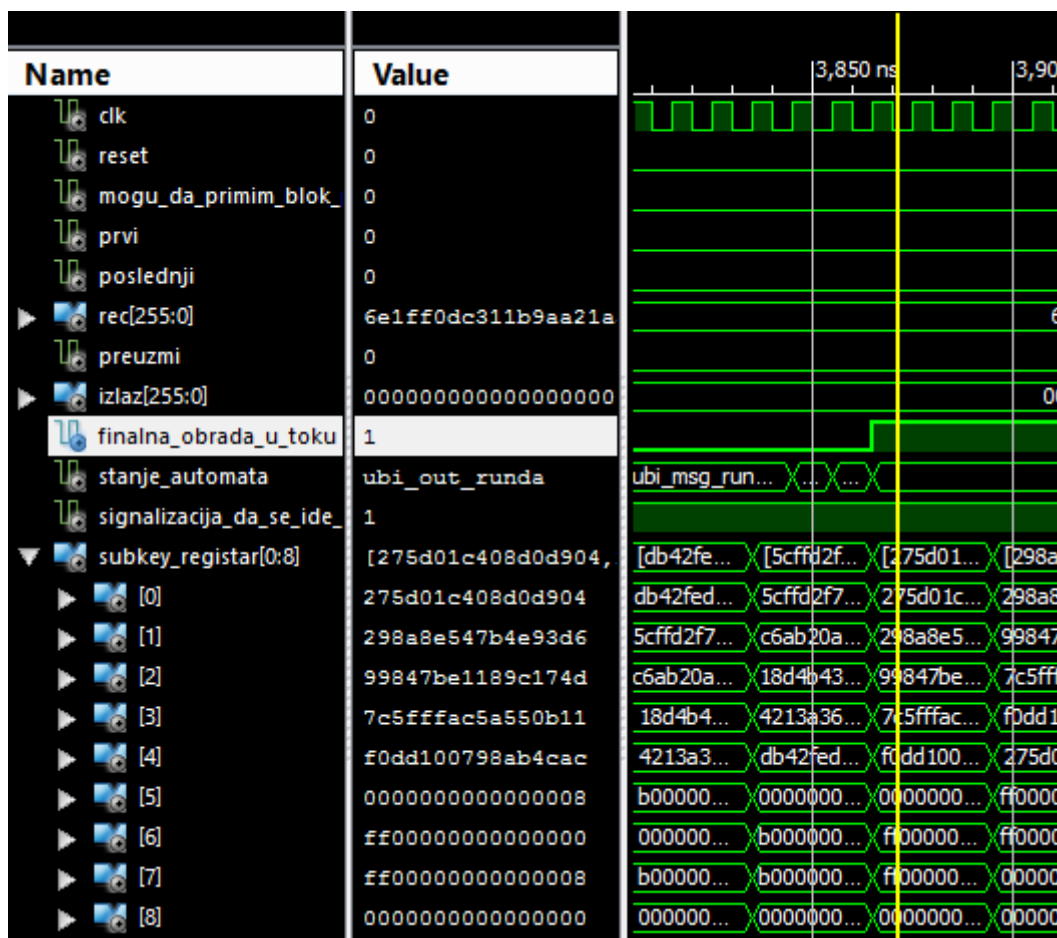 Name Value 3,850 ns 3,90
clk 0
reset 0
mogu_da_primim_blok_ 0
prvi 0
poslednji 0
rec[255:0] 6e1ff0dc311b9aa21a 6
preuzmi 0
izlaz[255:0] 000000000000000000 00
finalna_obrada_u_toku 1
stanje_automata ubi_out_runda ubi_msg_run... ... ...
signalizacija_da_se_ide_ 1
subkey_registar[0:8] [275d01c408d0d904, [db42fe... [5cffd2f... [275d01... [298a
[0] 275d01c408d0d904 db42fed... 5cffd2f7... 275d01c... 298a8
[1] 298a8e547b4e93d6 5cffd2f7... c6ab20a... 298a8e5... 99847
[2] 99847be1189c174d c6ab20a... 18d4b43... 99847be... 7c5fff
[3] 7c5fffac5a550b11 18d4b4... 4213a36... 7c5fffac... f0dd1
[4] f0dd100798ab4cac 4213a3... db42fed... f0dd100... 275d0
[5] 0000000000000008 b00000... 0000000... 0000000... ff0000
[6] ff00000000000000 000000... b000000... ff00000... ff0000
[7] ff00000000000008 b00000... b000000... ff00000... 00000
[8] 0000000000000000 000000... 0000000... 0000000... 00000